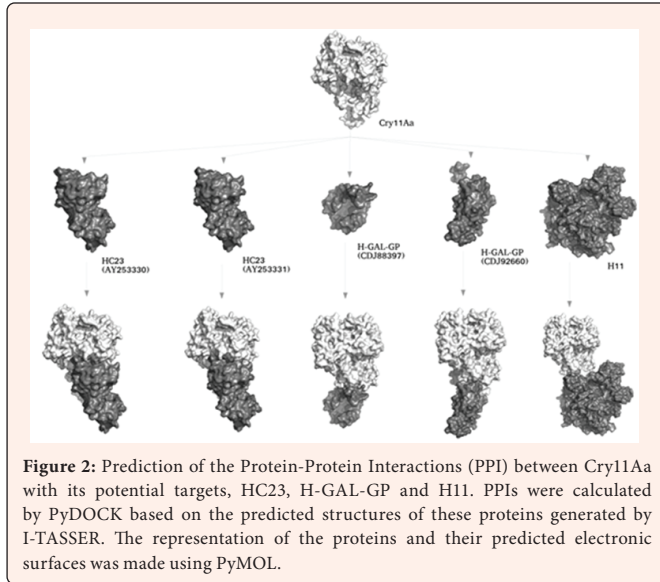 Cry11Aa
HC23
(AY253330)
HC23
(AY253331)
H-GAL-GP
(CDJ88397)
H-GAL-GP
(CDJ92660)
H11
Figure 2: Prediction of the Protein-Protein Interactions (PPI) between Cry11Aa
with its potential targets, HC23, H-GAL-GP and H11. PPIs were calculated
by PyDOCK based on the predicted structures of these proteins generated by
I-TASSER. The representation of the proteins and their predicted electronic
surfaces was made using PyMOL.